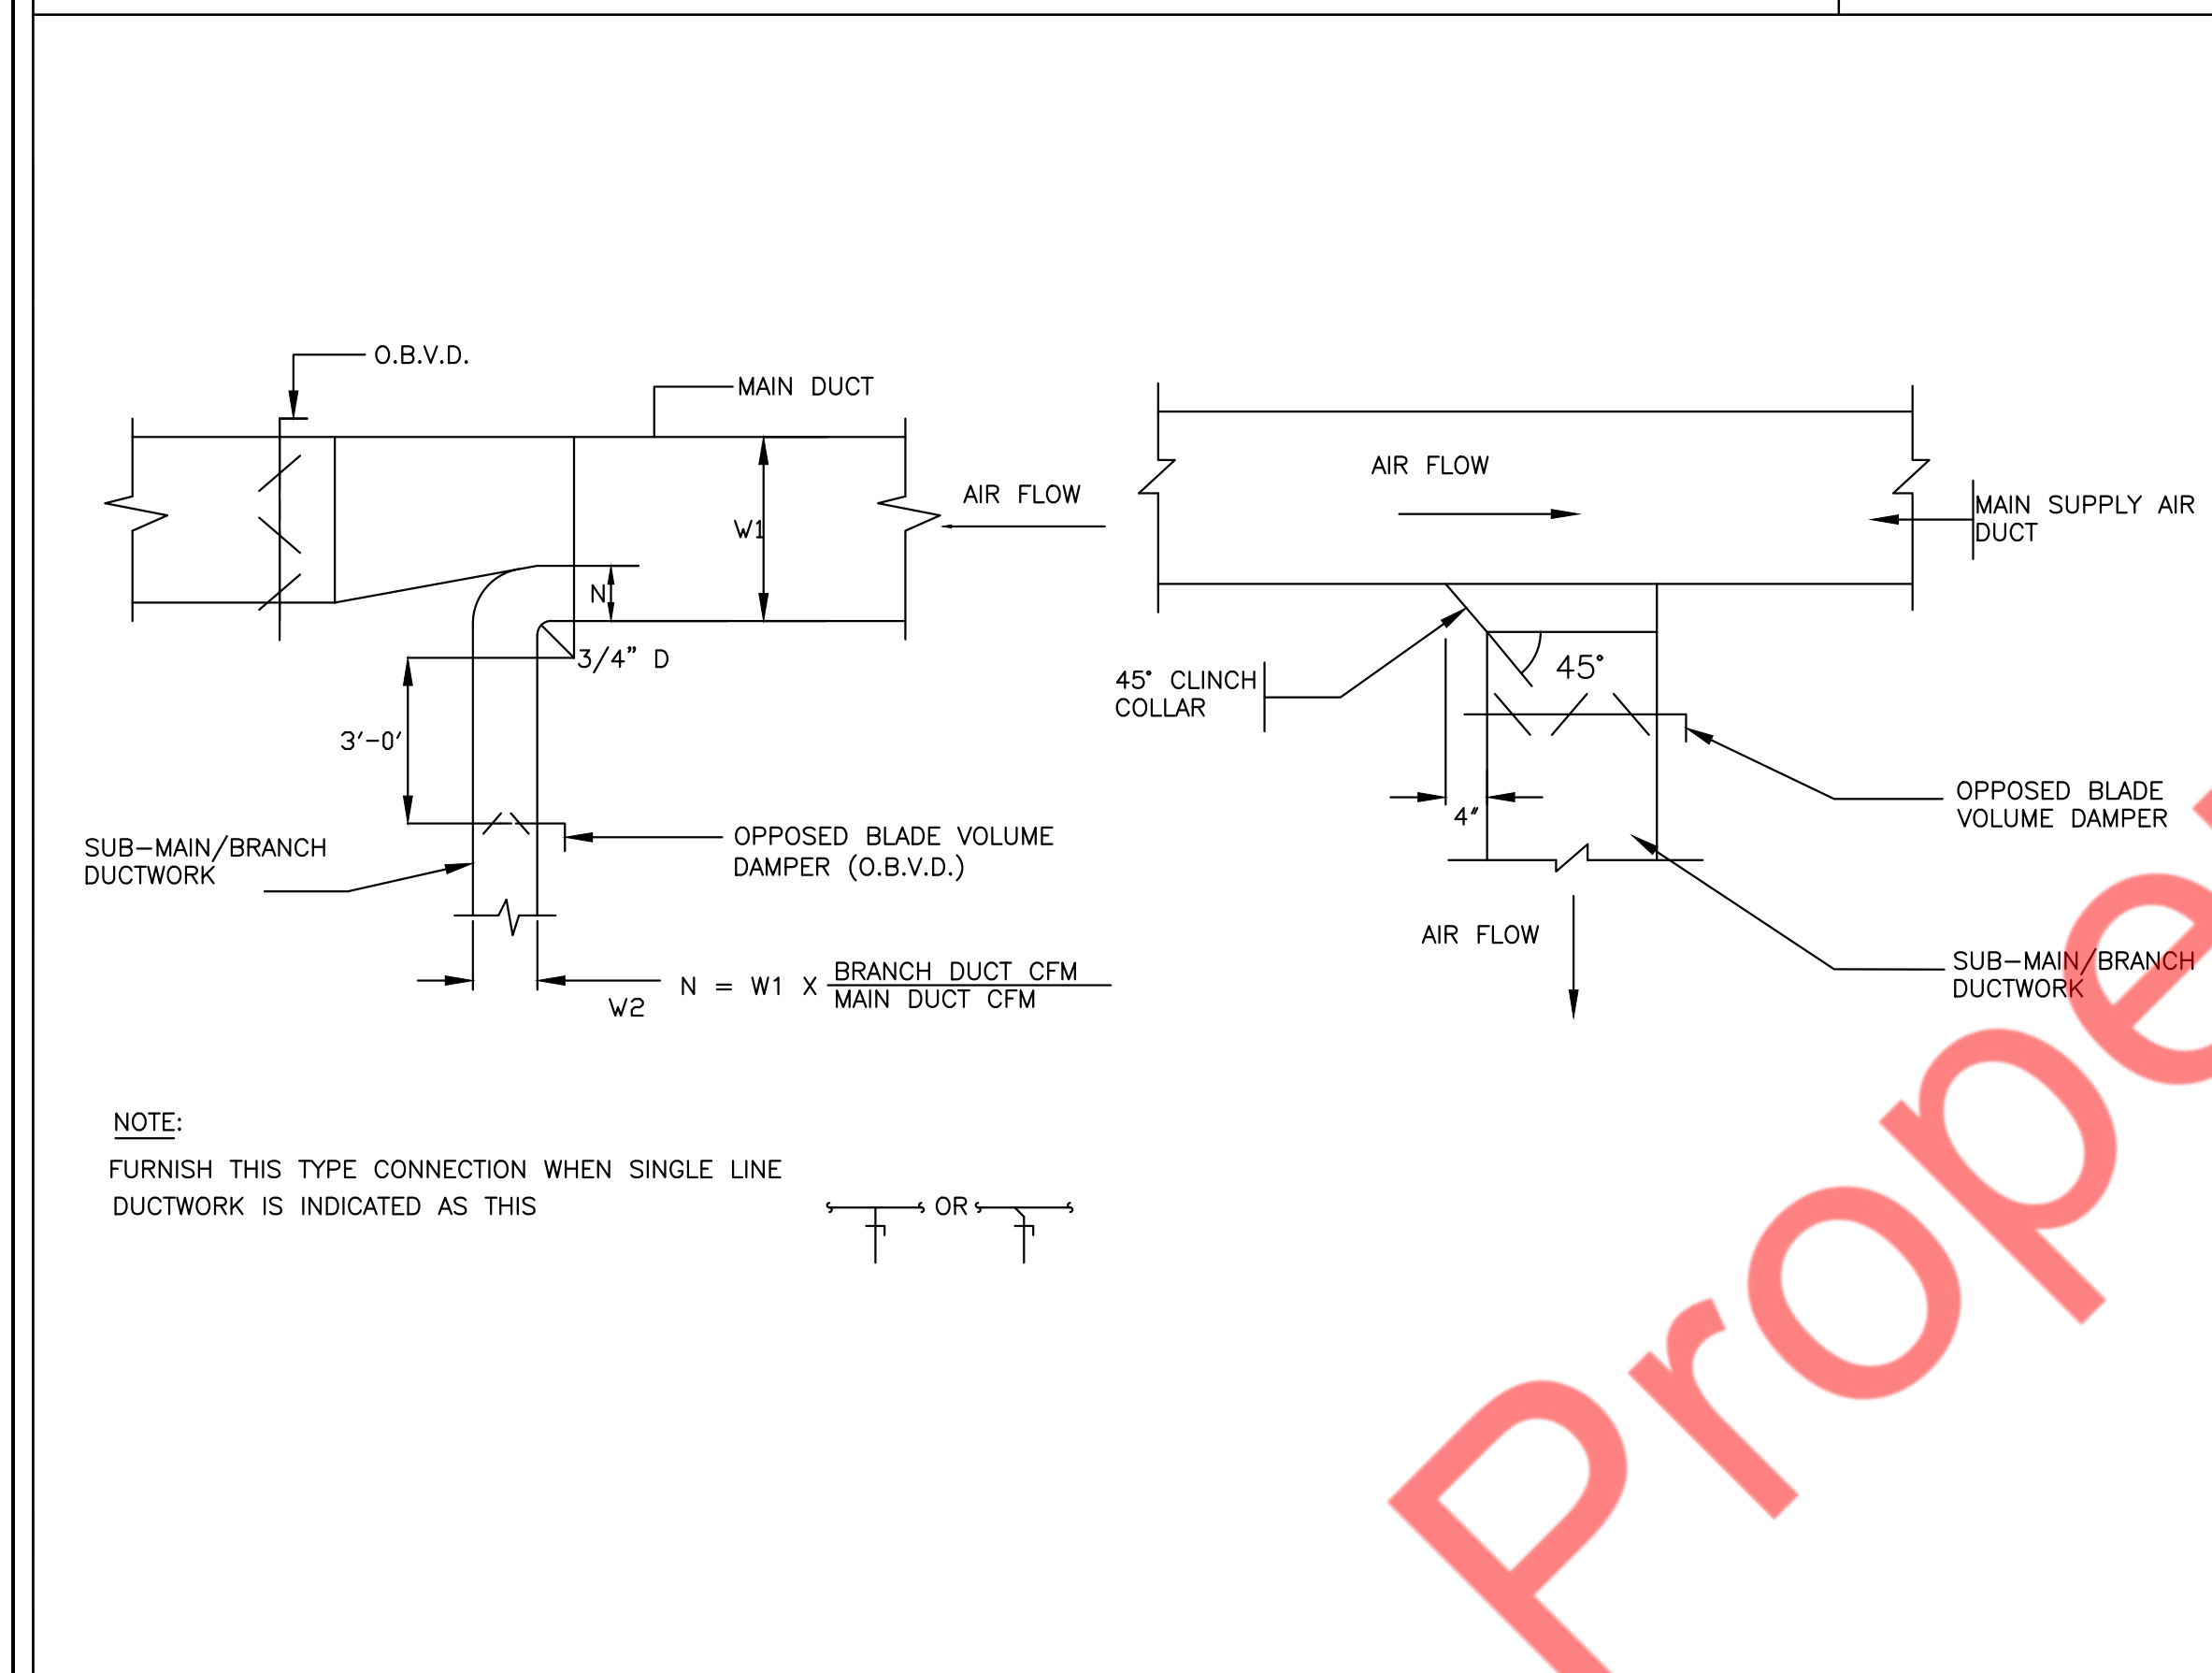 O.B.V.D.
MAIN DUCT
W1
AIR FLOW
N
3/4" D
3'-0'
SUB-MAIN/BRANCH
DUCTWORK
OPPOSED BLADE VOLUME
DAMPER (O.B.V.D.)
W2
N = W1 X BRANCH DUCT CFM
MAIN DUCT CFM
AIR FLOW
MAIN SUPPLY AIR
DUCT
45° CLINCH
COLLAR
45°
4"
OPPOSED BLADE
VOLUME DAMPER
AIR FLOW
SUB-MAIN/BRANCH
DUCTWORK
NOTE:
FURNISH THIS TYPE CONNECTION WHEN SINGLE LINE
DUCTWORK IS INDICATED AS THIS
OR
Prope